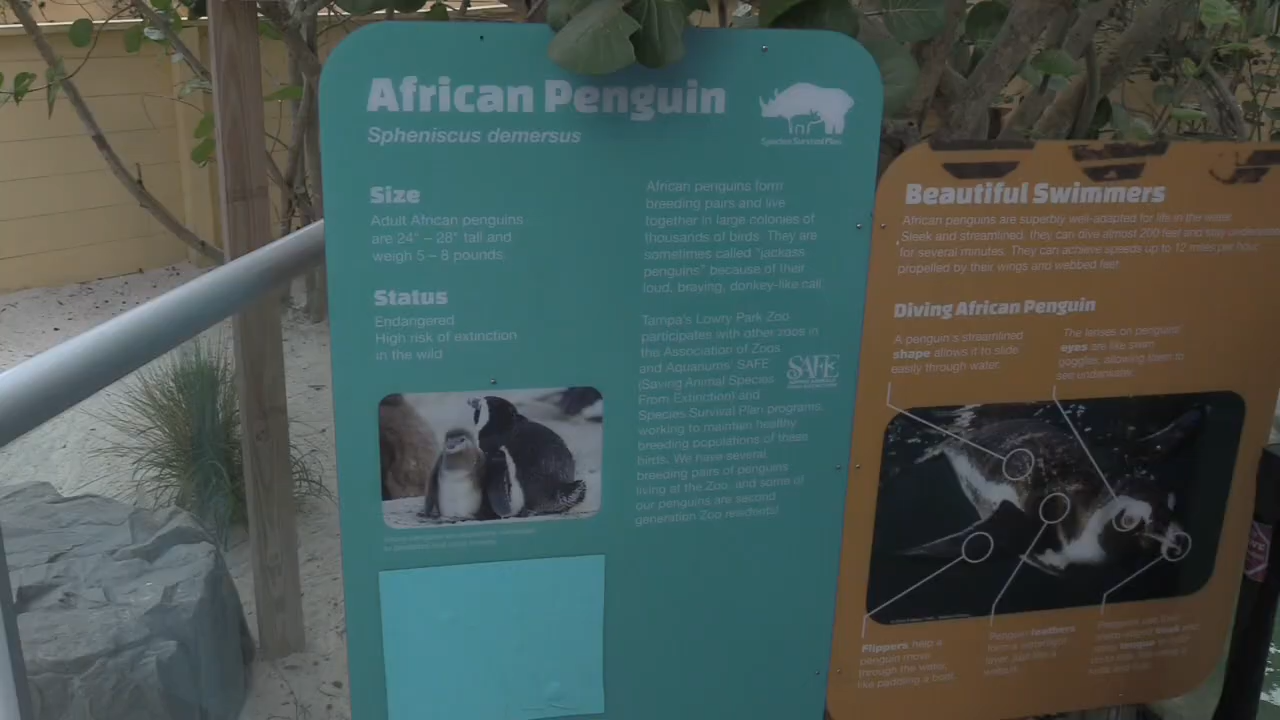 African Penguin
Spheniscus demersus
Species Survival Plan
Size
Adult African penguins
are 24" – 28" tall and
weigh 5 – 8 pounds.
Status
Endangered
High risk of extinction
in the wild
African penguins form
breeding pairs and live
together in large colonies of
thousands of birds. They are
sometimes called "jackass
penguins" because of their
loud, braying, donkey-like call.
Tampa's Lowry Park Zoo
participates with other zoos in
the Association of Zoos
and Aquariums' SAFE
(Saving Animal Species
From Extinction) and
Species Survival Plan programs,
working to maintain healthy
breeding populations of these
birds. We have several
breeding pairs of penguins
living at the Zoo, and some of
our penguins are second
generation Zoo residents!
SAFE
Beautiful Swimmers
African penguins are superbly well-adapted for life in the water.
Sleek and streamlined, they can dive almost 200 feet and stay underwater
for several minutes. They can achieve speeds up to 12 miles per hour
propelled by their wings and webbed feet.
Diving African Penguin
A penguin's streamlined
shape allows it to slide
easily through water.
The lenses on penguins'
eyes are like swim
goggles, allowing them to
see underwater.
Flippers help a
penguin move
through the water,
like paddling a boat.
Penguin feathers
form a
layer, just like a